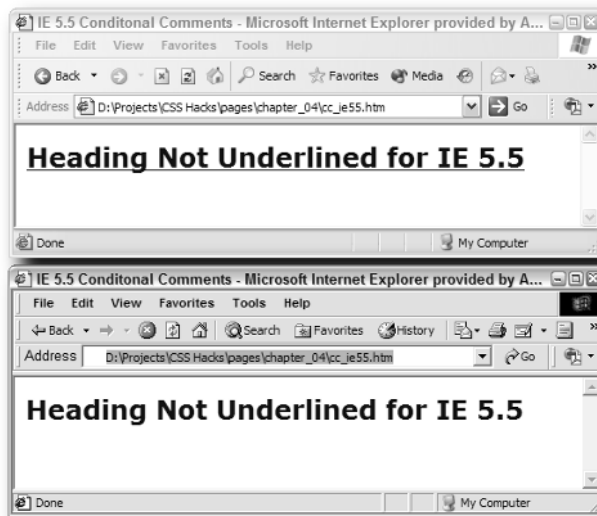 IE 5.5 Conditonal Comments - Microsoft Internet Explorer provided by A...
File Edit View Favorites Tools Help
Back Search Favorites Media
Address D:\Projects\CSS Hacks\pages\chapter_04\cc_ie55.htm Go
Heading Not Underlined for IE 5.5
Done My Computer
IE 5.5 Conditonal Comments - Microsoft Internet Explorer provided by A...
File Edit View Favorites Tools Help
Back Search Favorites History
Address D:\Projects\CSS Hacks\pages\chapter_04\cc_ie55.htm Go
Heading Not Underlined for IE 5.5
Done My Computer